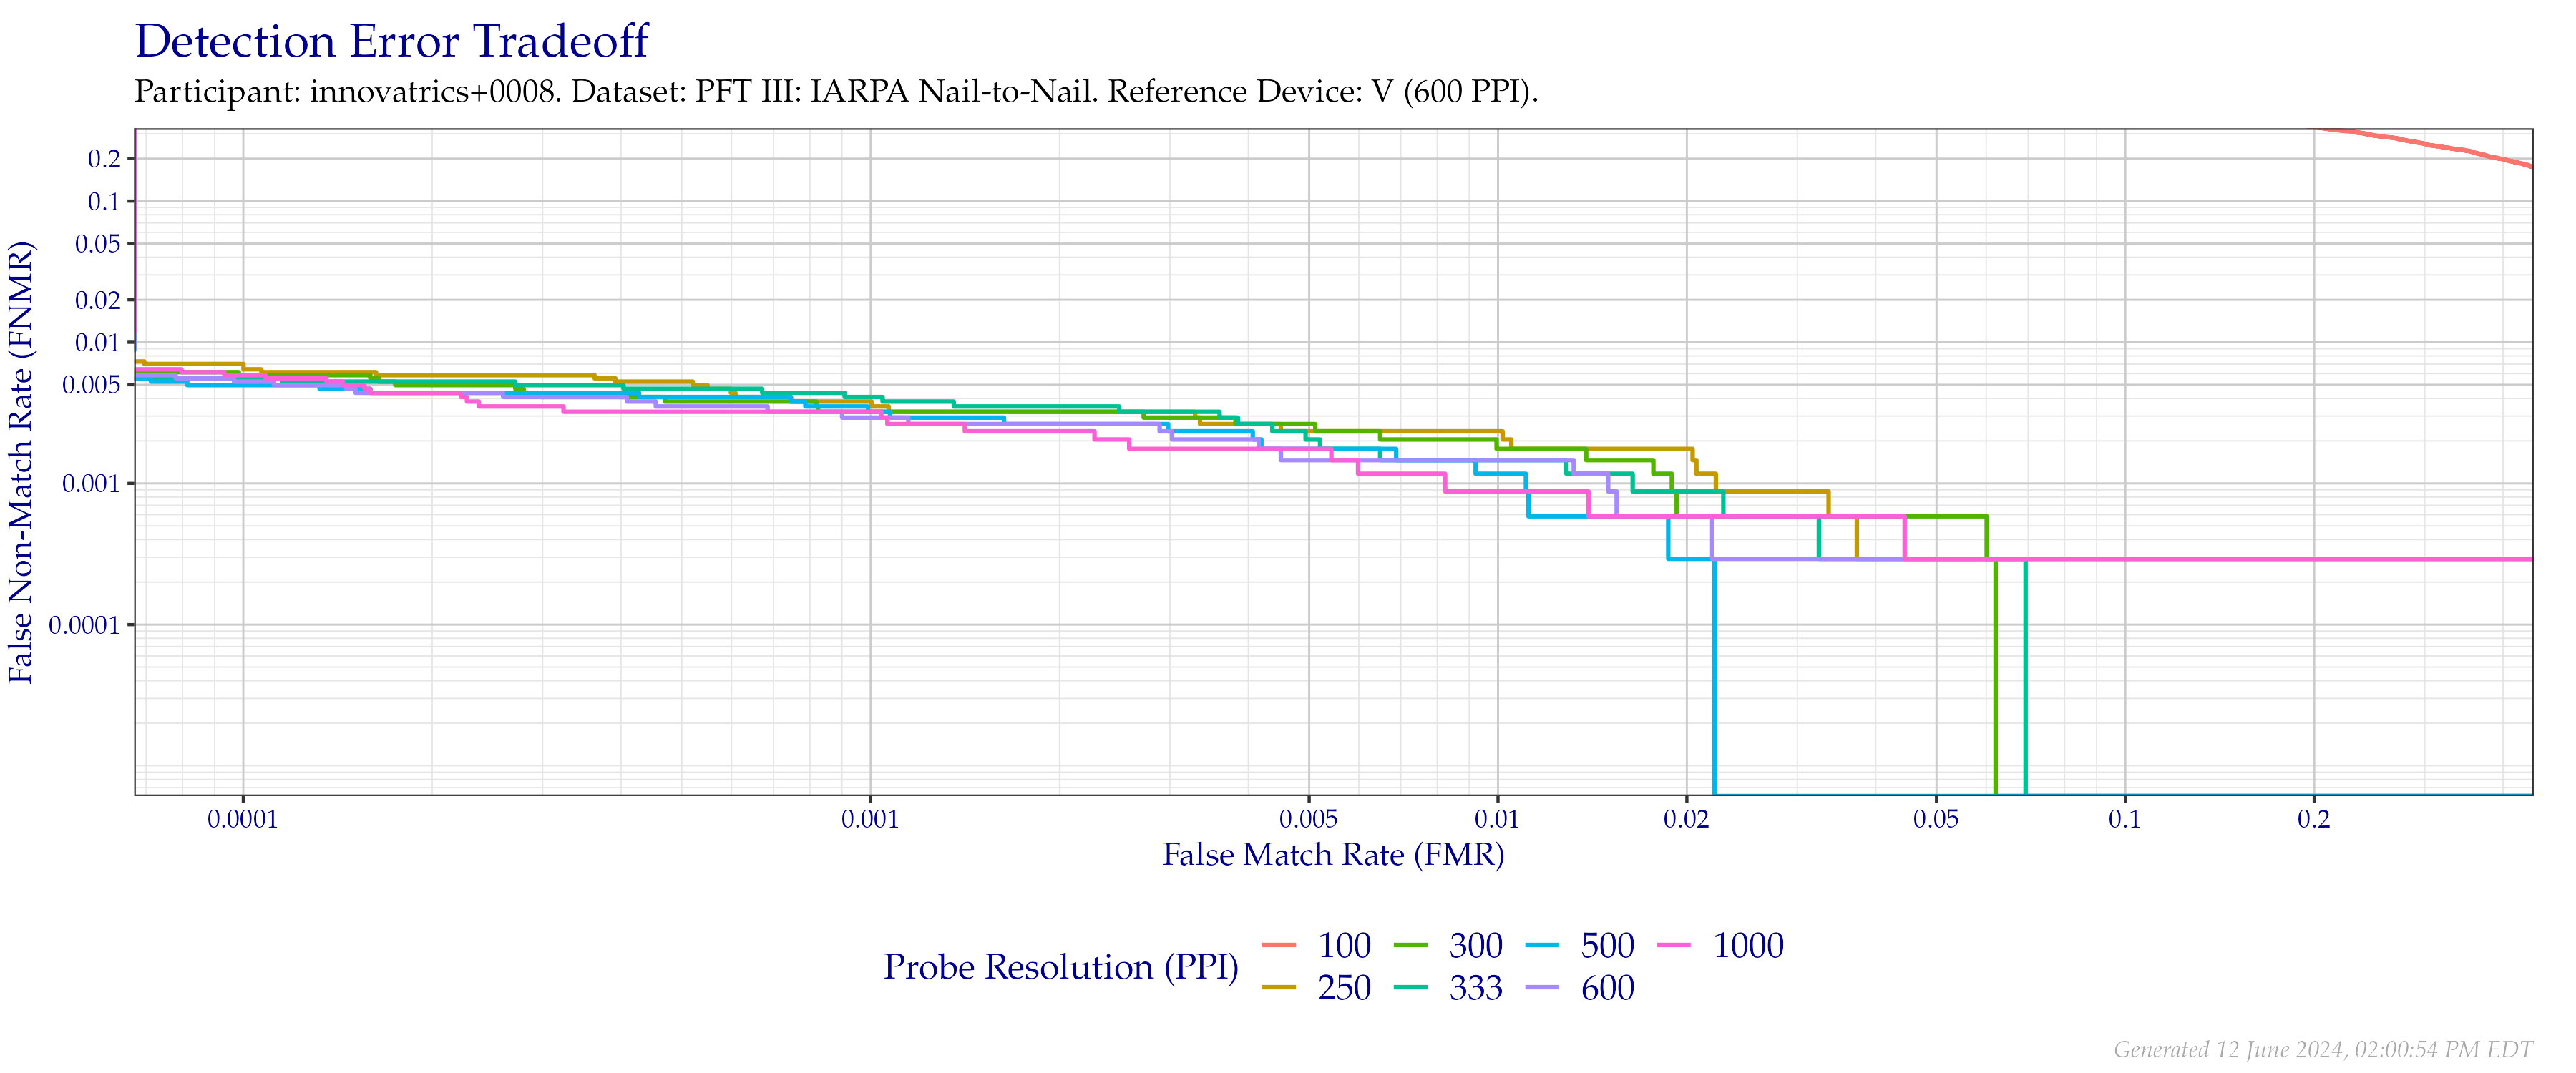 Detection Error Tradeoff
Participant: innovatrics+0008. Dataset: PFT III: IARPA Nail-to-Nail. Reference Device: V (600 PPI).
False Non-Match Rate (FNMR)
0.2
0.1
0.05
0.02
0.01
0.005
0.001
0.0001
0.0001 0.001 0.005 0.01 0.02 0.05 0.1 0.2
False Match Rate (FMR)
Probe Resolution (PPI)
100 300 500 1000
250 333 600
Generated 12 June 2024, 02:00:54 PM EDT